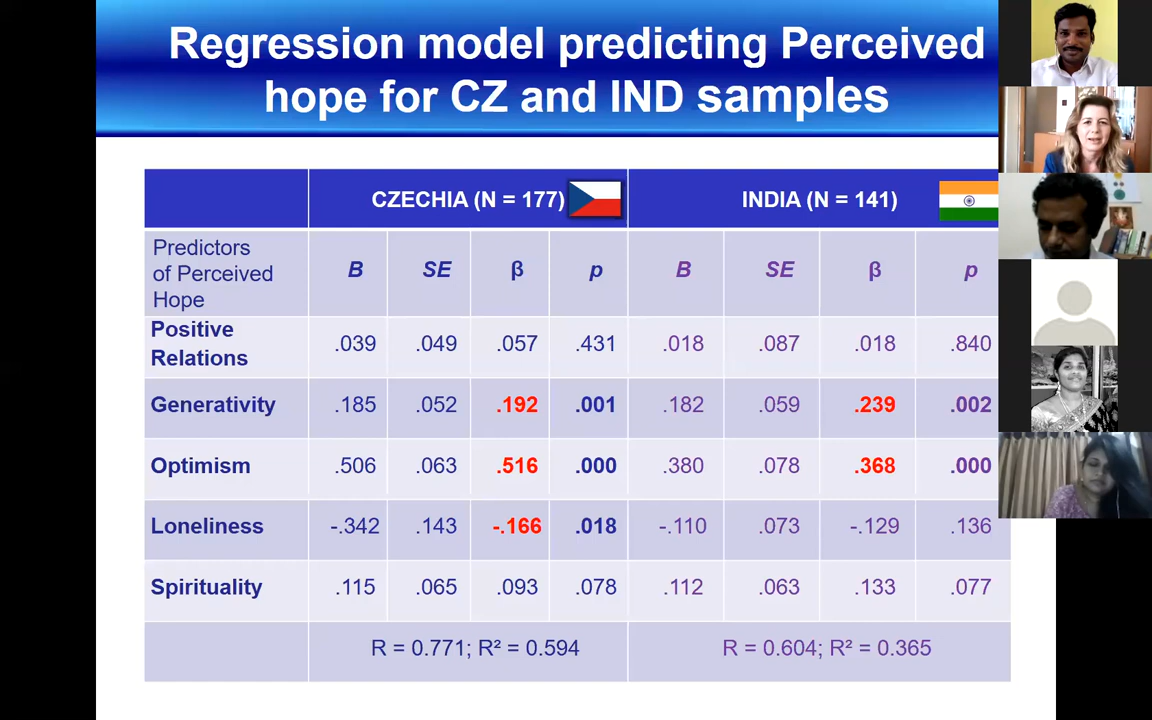 Regression model predicting Perceived
hope for CZ and IND samples
CZECHIA (N = 177) INDIA (N = 141)
Predictors
of Perceived
Hope
B SE β p B SE β p
Positive
Relations
.039 .049 .057 .431 .018 .087 .018 .840
Generativity .185 .052 .192 .001 .182 .059 .239 .002
Optimism .506 .063 .516 .000 .380 .078 .368 .000
Loneliness -.342 .143 -.166 .018 -.110 .073 -.129 .136
Spirituality .115 .065 .093 .078 .112 .063 .133 .077
R = 0.771; R² = 0.594 R = 0.604; R² = 0.365